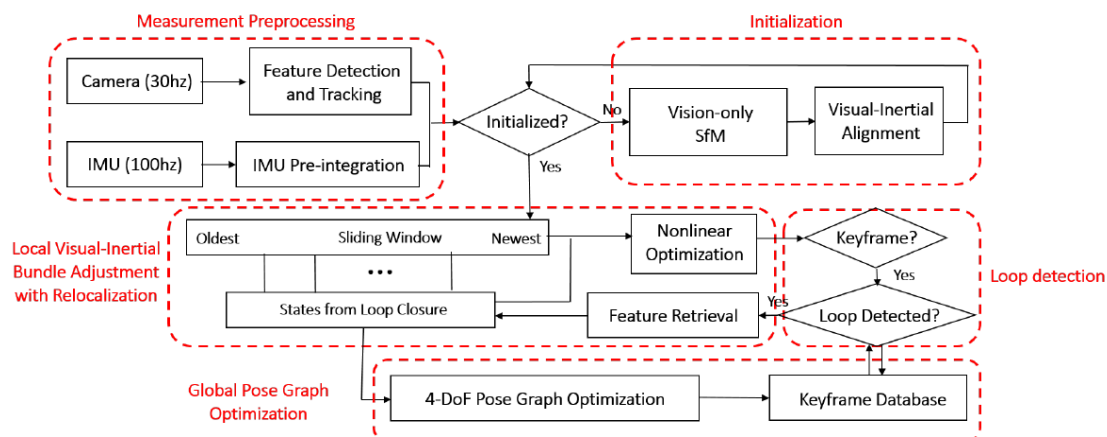 Measurement Preprocessing
Initialization
Camera (30hz)
Feature Detection
and Tracking
IMU (100hz)
IMU Pre-integration
Initialized?
No
Yes
Vision-only
SfM
Visual-Inertial
Alignment
Local Visual-Inertial
Bundle Adjustment
with Relocalization
Oldest
Sliding Window
Newest
•••
States from Loop Closure
Nonlinear
Optimization
Feature Retrieval
Yes
Keyframe?
Yes
Loop Detected?
Loop detection
Global Pose Graph
Optimization
4-DoF Pose Graph Optimization
Keyframe Database